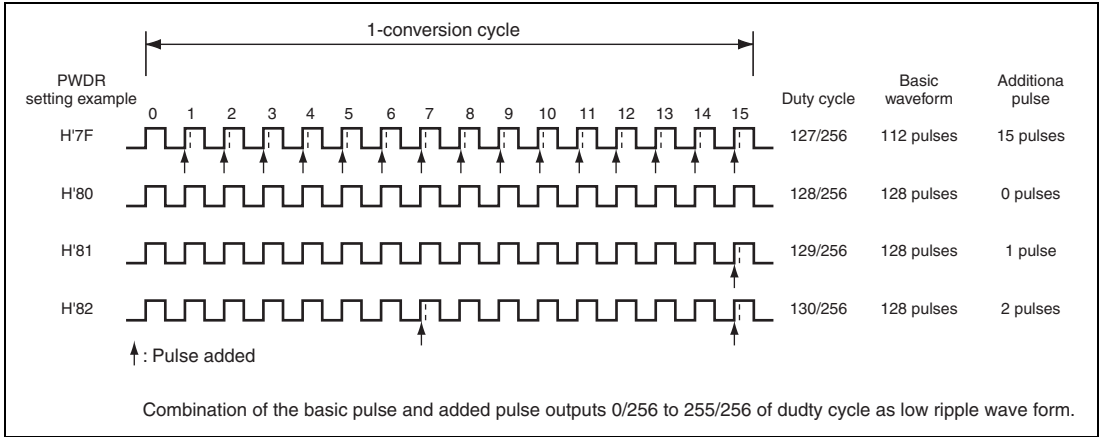 1-conversion cycle
PWDR
setting example
Duty cycle
Basic
waveform
Additiona
pulse
0 1 2 3 4 5 6 7 8 9 10 11 12 13 14 15
H'7F 127/256 112 pulses 15 pulses
H'80 128/256 128 pulses 0 pulses
H'81 129/256 128 pulses 1 pulse
H'82 130/256 128 pulses 2 pulses
: Pulse added
Combination of the basic pulse and added pulse outputs 0/256 to 255/256 of dudty cycle as low ripple wave form.